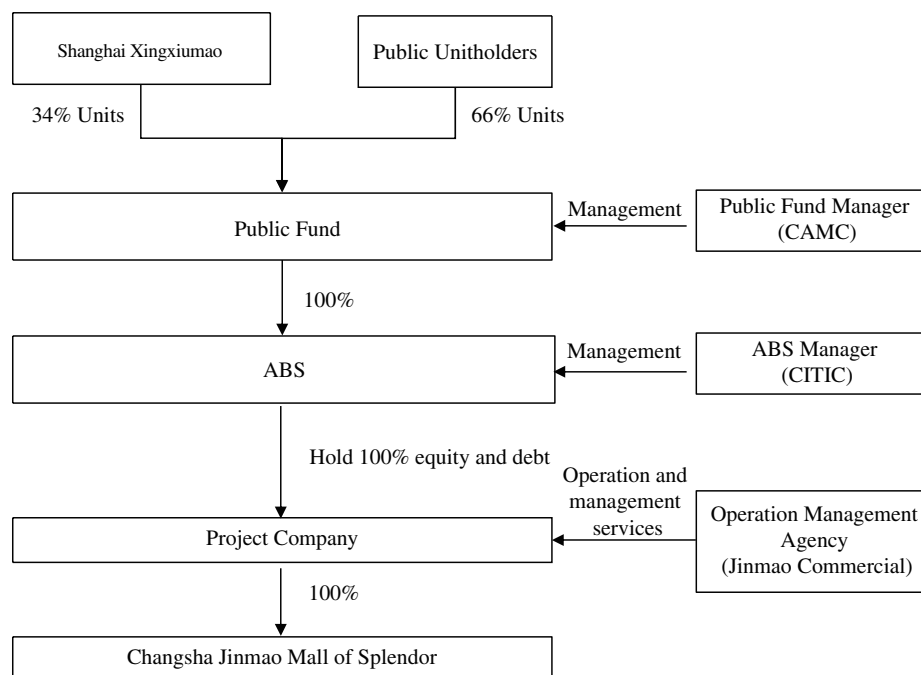 Shanghai Xingxiumao
Public Unitholders
34% Units
66% Units
Public Fund
Management
Public Fund Manager
(CAMC)
100%
ABS
Management
ABS Manager
(CITIC)
Hold 100% equity and debt
Operation and
management
services
Project Company
Operation Management
Agency
(Jinmao Commercial)
100%
Changsha Jinmao Mall of Splendor